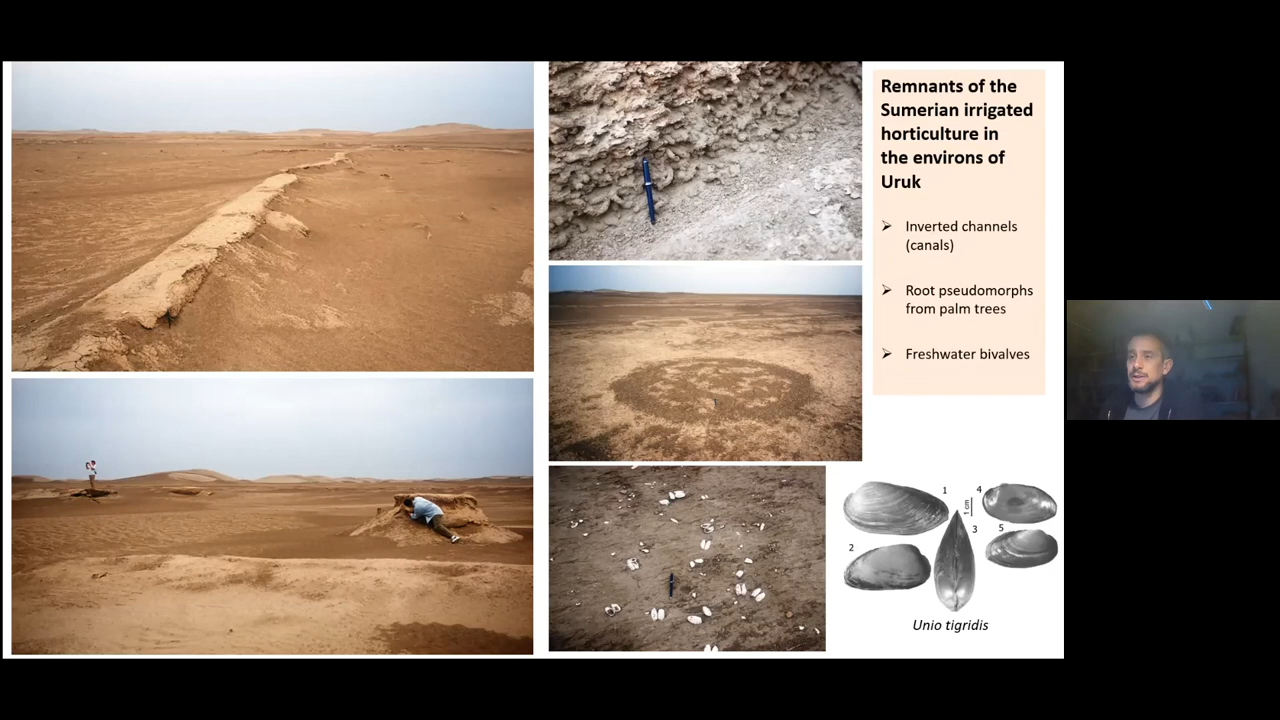 Remnants of the
Sumerian irrigated
horticulture in
the environs of
Uruk
➢ Inverted channels
(canals)
➢ Root pseudomorphs
from palm trees
➢ Freshwater bivalves
1
4
1 cm
3
5
2
Unio tigridis